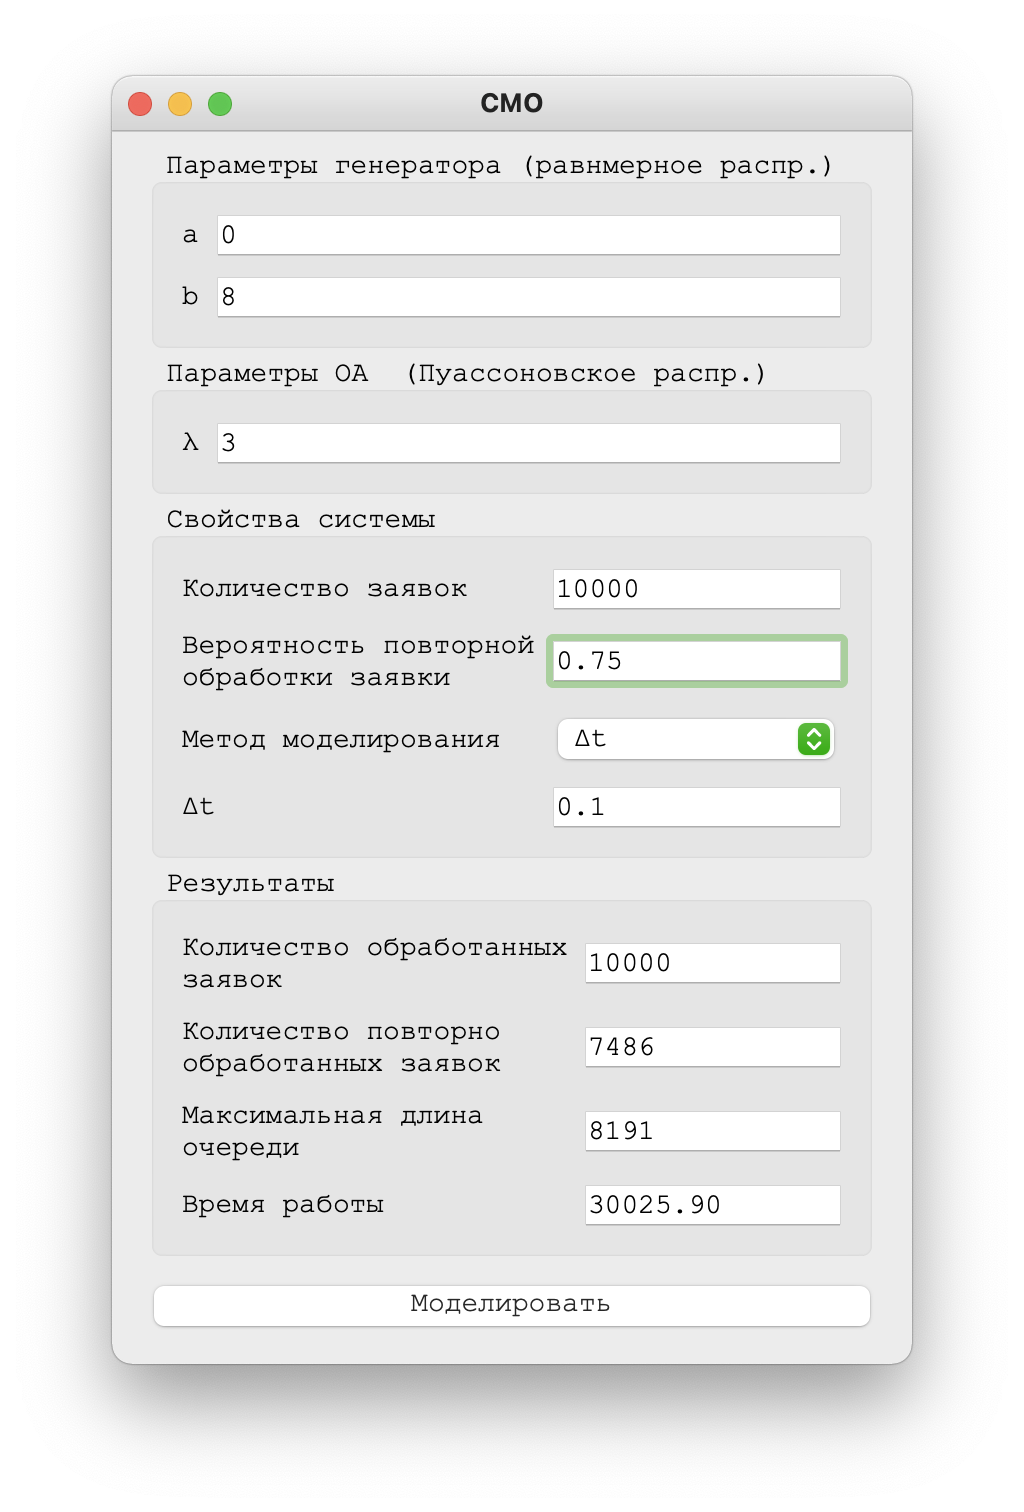 СМО
Параметры генератора (равнмерное распр.)
a 0
b 8
Параметры ОА  (Пуассоновское распр.)
λ 3
Свойства системы
Количество заявок 10000
Вероятность повторной
обработки заявки 0.75
Метод моделирования Δt
Δt 0.1
Результаты
Количество обработанных
заявок 10000
Количество повторно
обработанных заявок 7486
Максимальная длина
очереди 8191
Время работы 30025.90
Моделировать